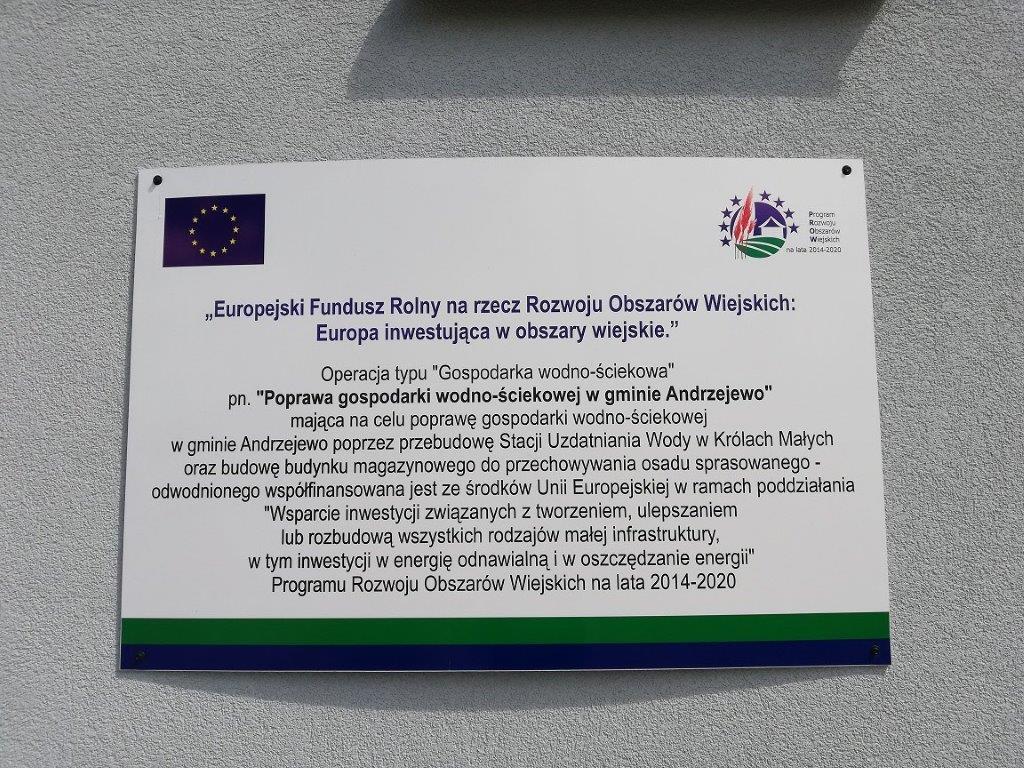 Program
Rozwoju
Obszarów
Wiejskich
na lata 2014-2020
„Europejski Fundusz Rolny na rzecz Rozwoju Obszarów Wiejskich:
Europa inwestująca w obszary wiejskie.”
Operacja typu "Gospodarka wodno-ściekowa"
pn. "Poprawa gospodarki wodno-ściekowej w gminie Andrzejewo"
mająca na celu poprawę gospodarki wodno-ściekowej
w gminie Andrzejewo poprzez przebudowę Stacji Uzdatniania Wody w Królach Małych
oraz budowę budynku magazynowego do przechowywania osadu sprasowanego -
odwodnionego współfinansowana jest ze środków Unii Europejskiej w ramach poddziałania
"Wsparcie inwestycji związanych z tworzeniem, ulepszaniem
lub rozbudową wszystkich rodzajów małej infrastruktury,
w tym inwestycji w energię odnawialną i w oszczędzanie energii"
Programu Rozwoju Obszarów Wiejskich na lata 2014-2020